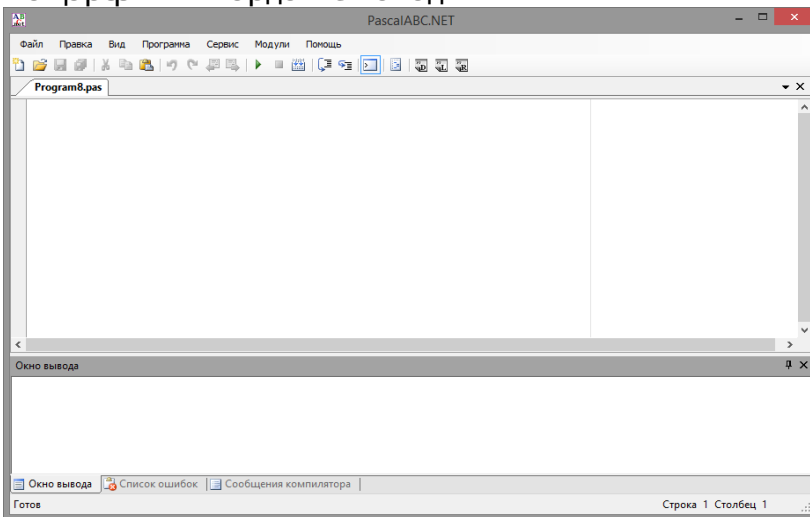 PascalABC.NET
Файл Правка Вид Программа Сервис Модули Помощь
Program8.pas
Окно вывода
Окно вывода Список ошибок Сообщения компилятора
Готов Строка 1 Столбец 1